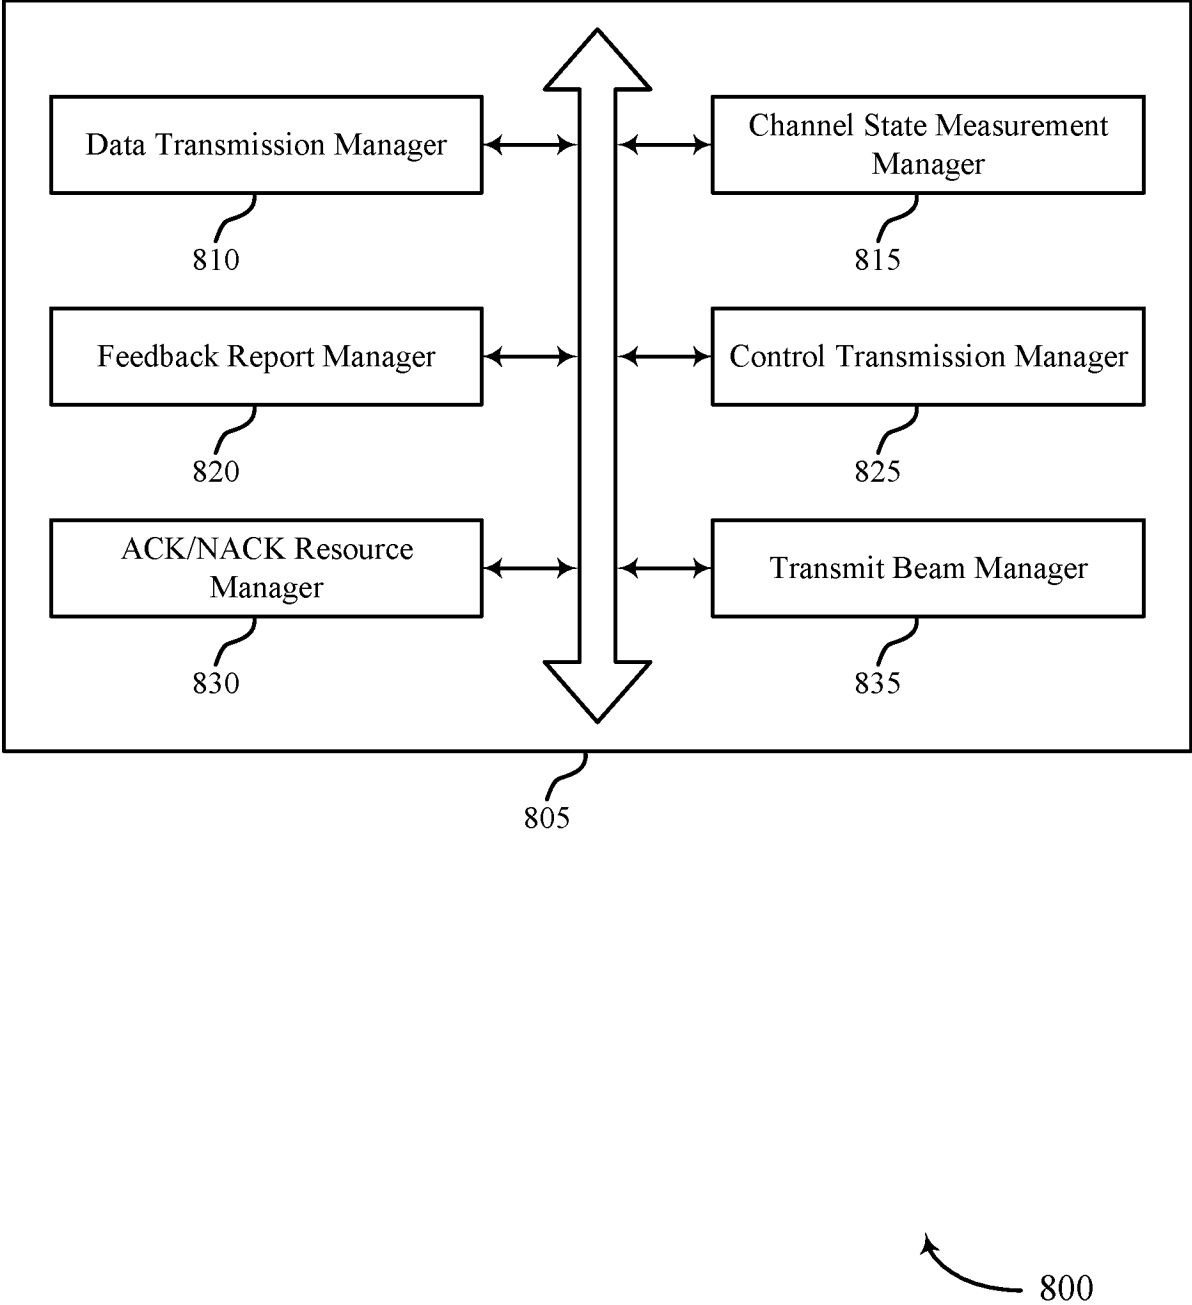 Data Transmission Manager
810
Channel State Measurement
Manager
815
Feedback Report Manager
820
Control Transmission Manager
825
ACK/NACK Resource
Manager
830
Transmit Beam Manager
835
805
800